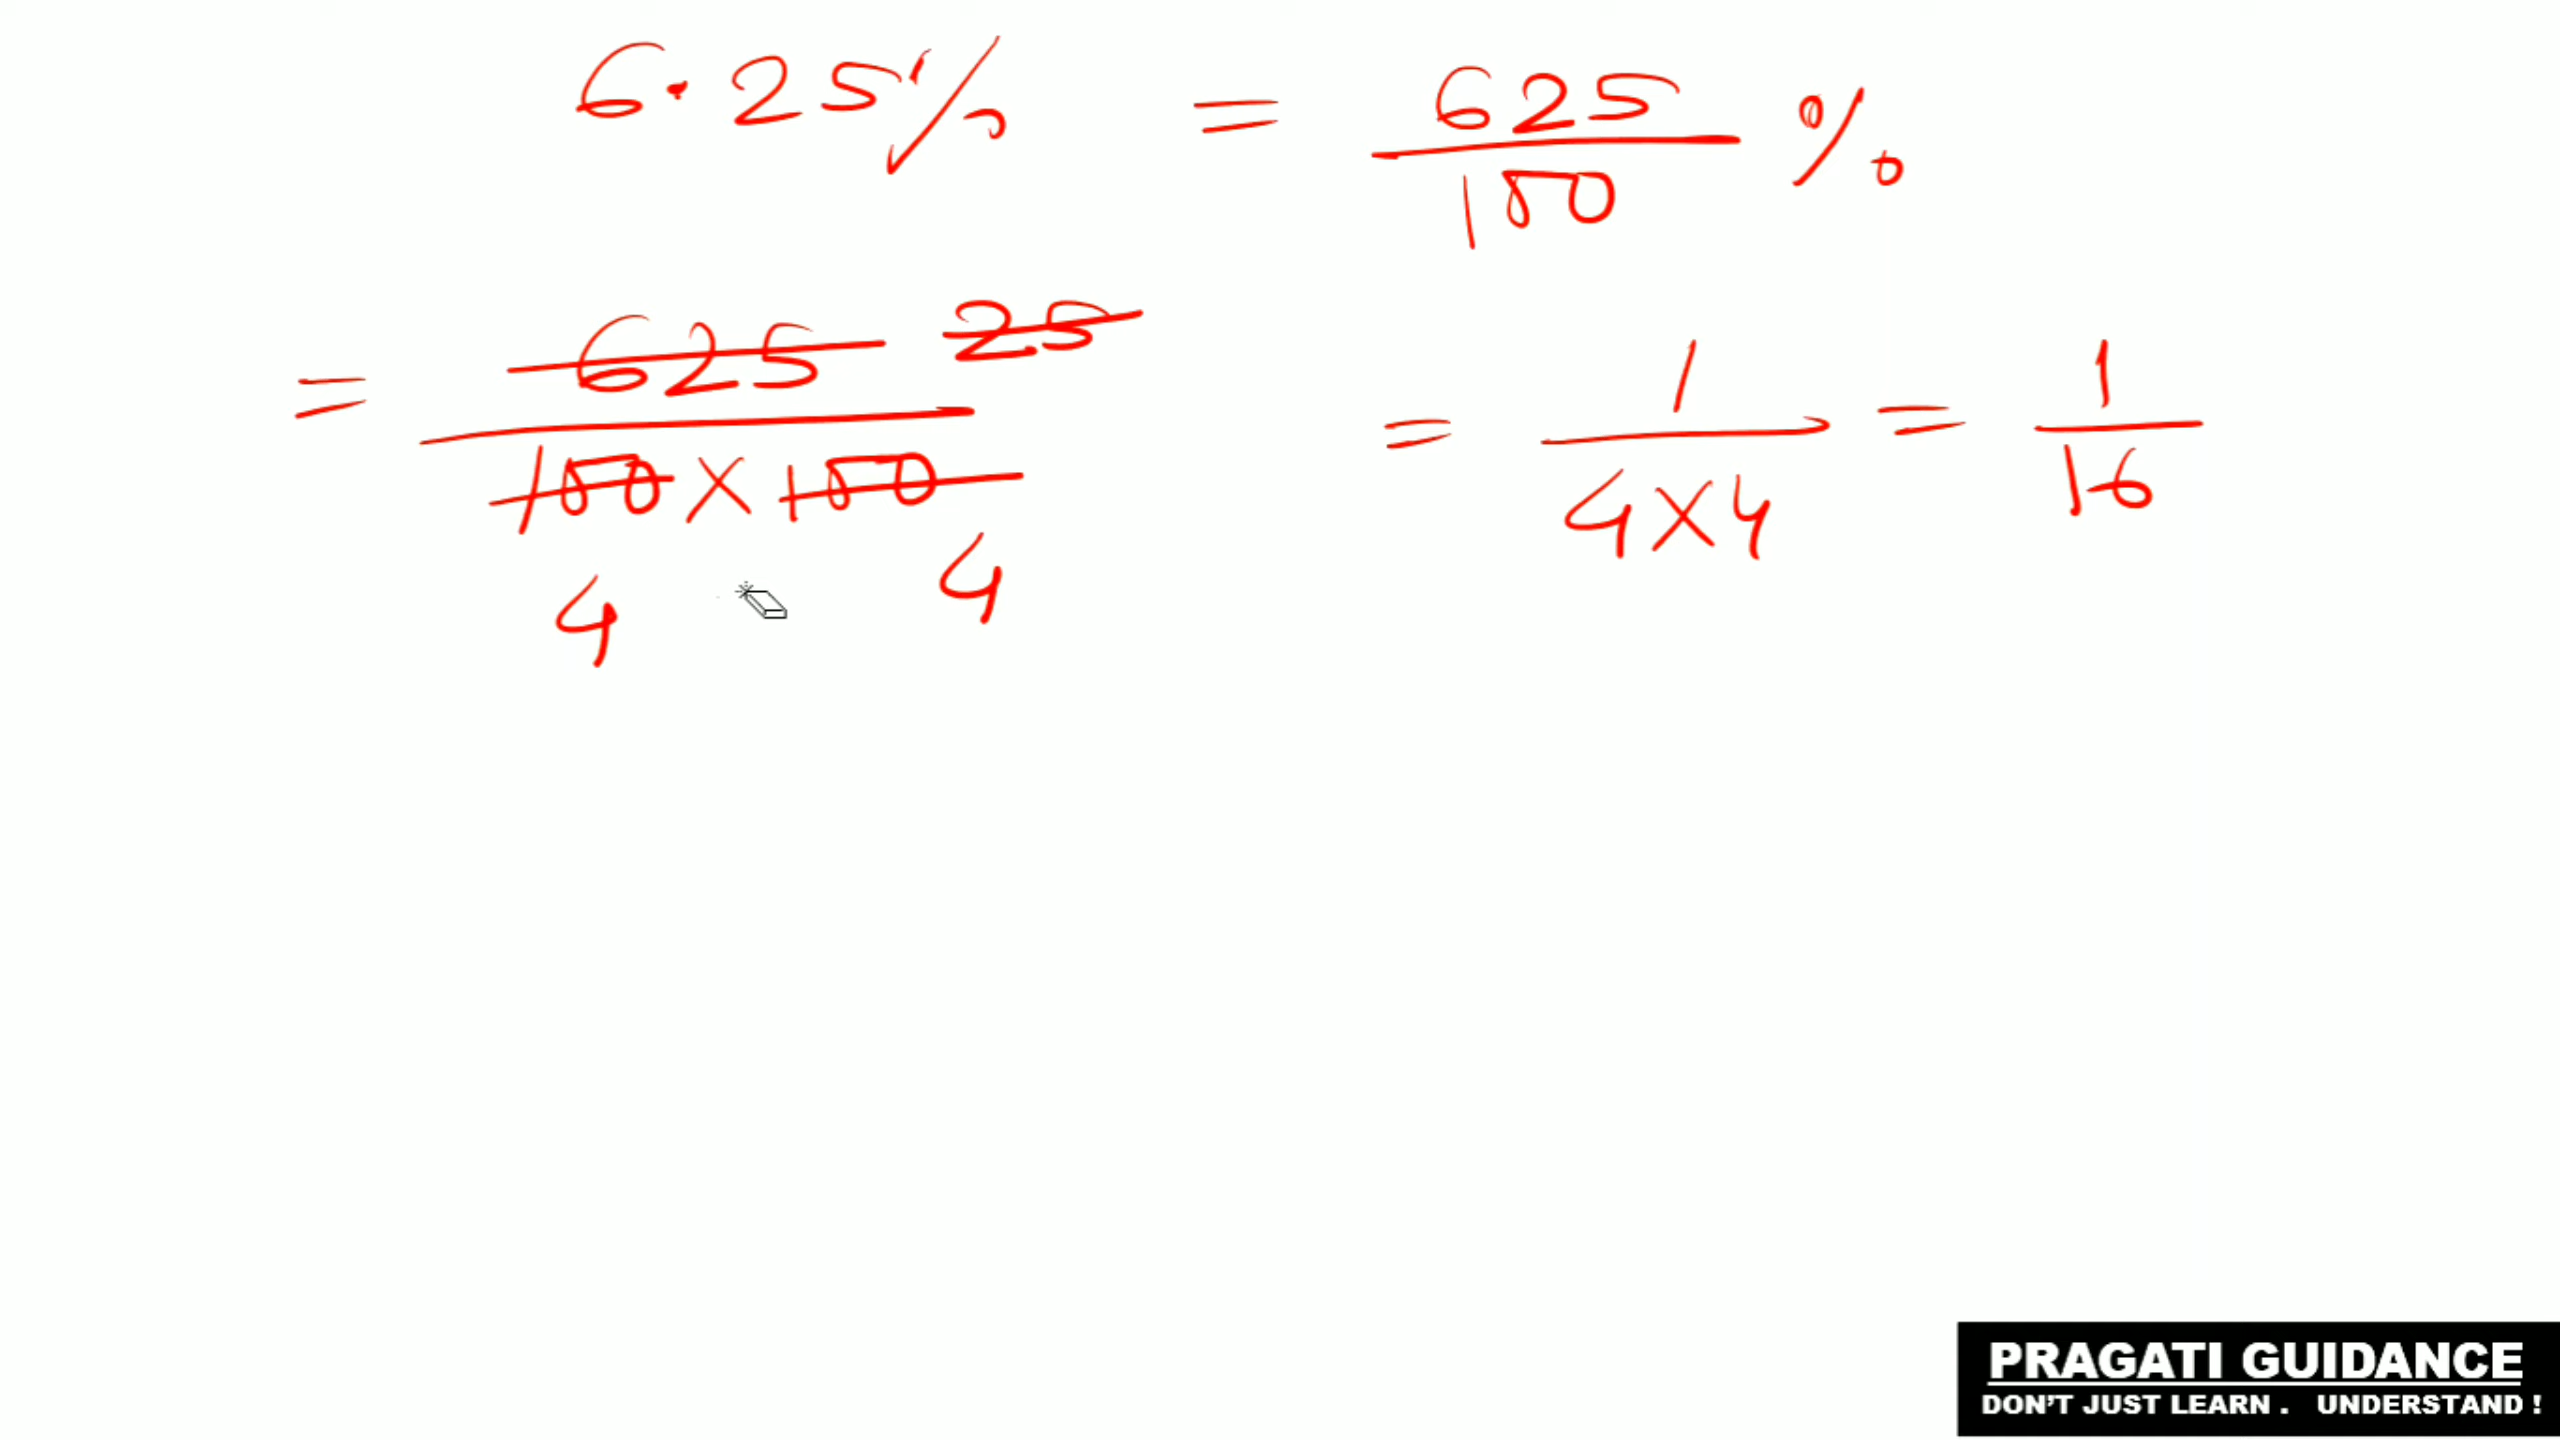 6.25% = 625/100 %
= 625 25 / 100 × 100 = 1 / 4×4 = 1/16
4 4
PRAGATI GUIDANCE
DON'T JUST LEARN . UNDERSTAND !